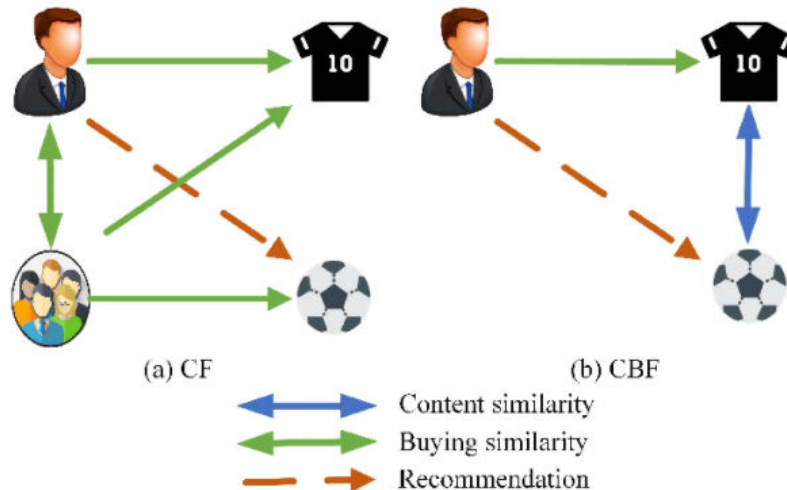 10
10
(a) CF
(b) CBF
Content similarity
Buying similarity
Recommendation